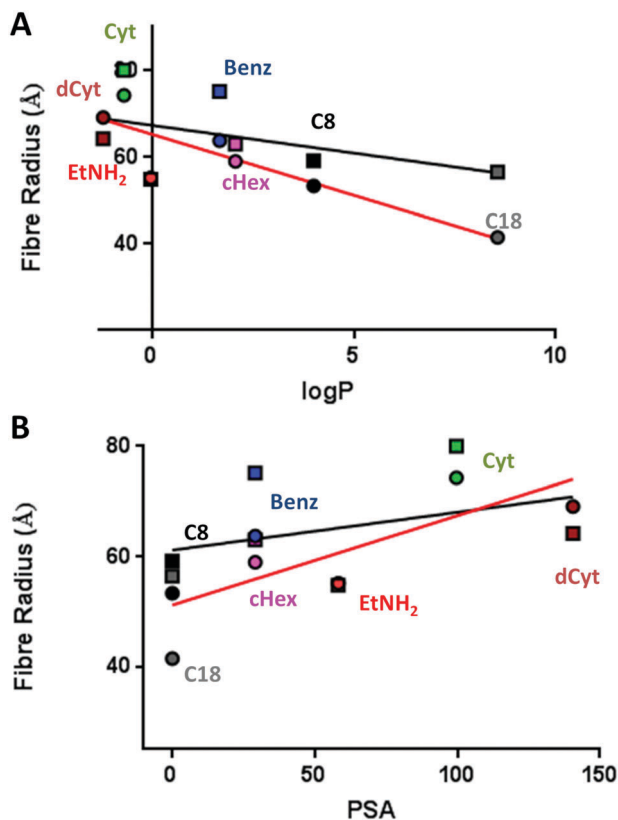 A
Cyt
Benz
dCyt
C8
60
EtNH₂
cHex
C18
40
Fibre Radius (Å)
0
5
10
logP
B
80
Cyt
Benz
C8
60
cHex
EtNH₂
dCyt
C18
40
Fibre Radius (Å)
0
50
100
150
PSA